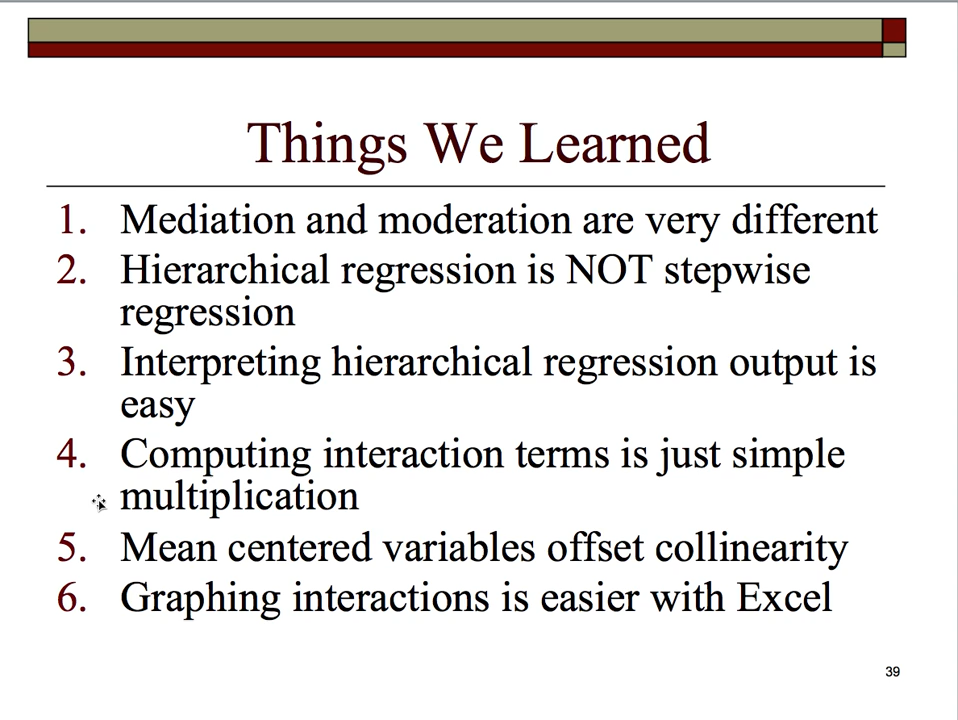 Things We Learned
1. Mediation and moderation are very different
2. Hierarchical regression is NOT stepwise
regression
3. Interpreting hierarchical regression output is
easy
4. Computing interaction terms is just simple
multiplication
5. Mean centered variables offset collinearity
6. Graphing interactions is easier with Excel
39